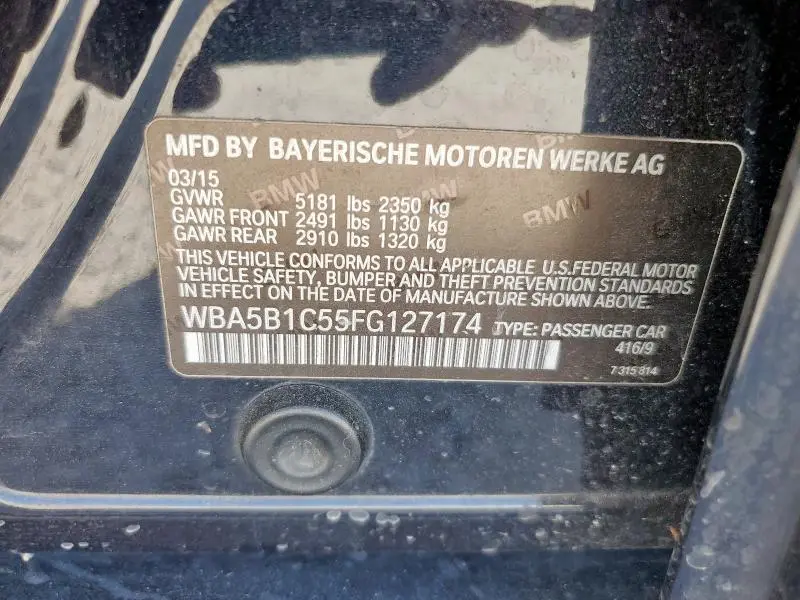 MFD BY BAYERISCHE MOTOREN WERKE AG
03/15
GVWR 5181 lbs 2350 kg
GAWR FRONT 2491 lbs 1130 kg
GAWR REAR 2910 lbs 1320 kg
THIS VEHICLE CONFORMS TO ALL APPLICABLE U.S.FEDERAL MOTOR
VEHICLE SAFETY, BUMPER AND THEFT PREVENTION STANDARDS
IN EFFECT ON THE DATE OF MANUFACTURE SHOWN ABOVE.
WBA5B1C55FG127174 TYPE: PASSENGER CAR
416/9
7 315 814
BMW
BMW
BMW